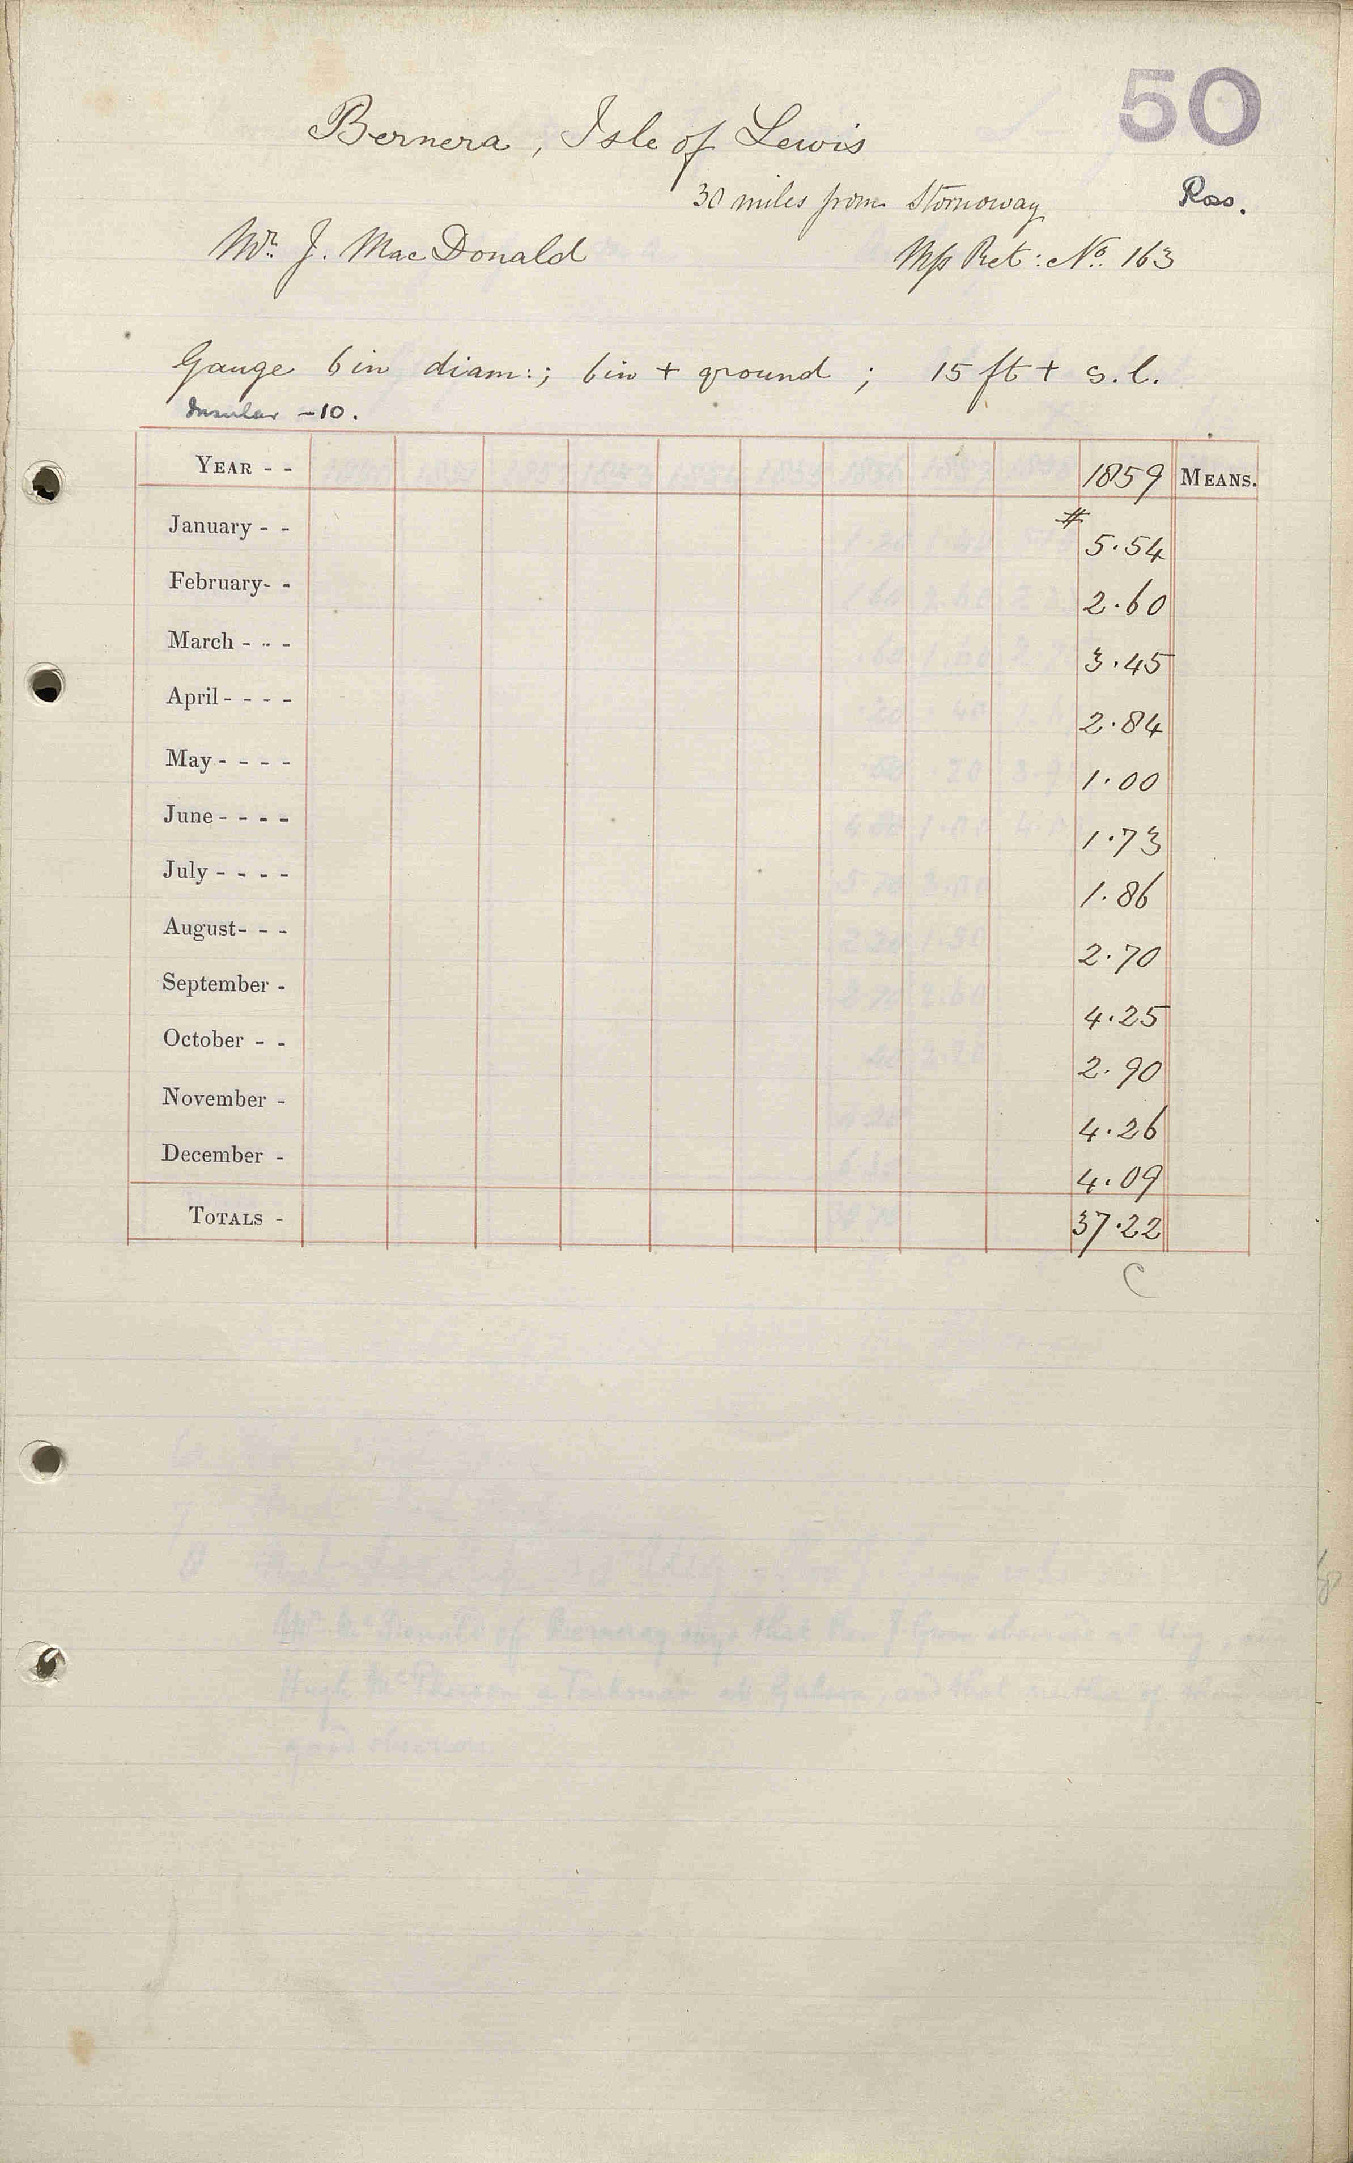 50
Bernera, Isle of Lewis
30 miles from Stornoway Ross.
Mr. J. MacDonald Mss Ret: No. 163
Gauge 6 in diam:; 6 in + ground; 15 ft + s.l.
Insular -10.
YEAR - - 1859 MEANS.
January - - # 5.54
February- - 2.60
March - - - 3.45
April - - - - 2.84
May - - - - 1.00
June - - - - 1.73
July - - - - 1.86
August- - - 2.70
September - 4.25
October - - 2.90
November - 4.26
December - 4.09
TOTALS - 37.22
C